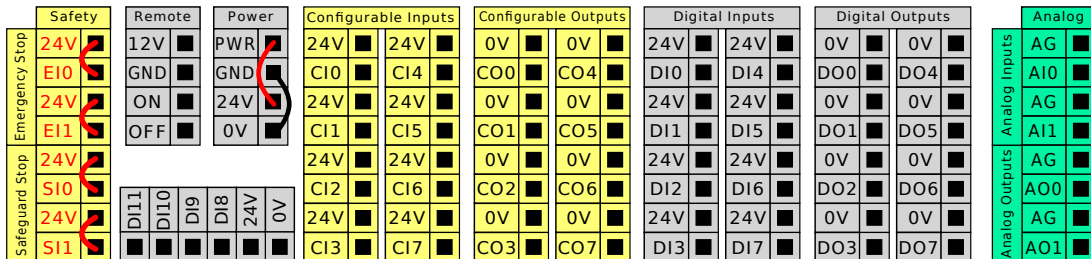 Safety Remote Power Configurable Inputs Configurable Outputs Digital Inputs Digital Outputs Analog
Emergency Stop
24V
EI0
24V
EI1
Safeguard Stop
24V
SI0
24V
SI1
12V
GND
ON
OFF
PWR
GND
24V
0V
DI11 DI10 DI9 DI8 24V 0V
24V 24V
CI0 CI4
24V 24V
CI1 CI5
24V 24V
CI2 CI6
24V 24V
CI3 CI7
0V 0V
CO0 CO4
0V 0V
CO1 CO5
0V 0V
CO2 CO6
0V 0V
CO3 CO7
24V 24V
DI0 DI4
24V 24V
DI1 DI5
24V 24V
DI2 DI6
24V 24V
DI3 DI7
0V 0V
DO0 DO4
0V 0V
DO1 DO5
0V 0V
DO2 DO6
0V 0V
DO3 DO7
Analog Inputs
AG
AI0
AG
AI1
Analog Outputs
AG
AO0
AG
AO1